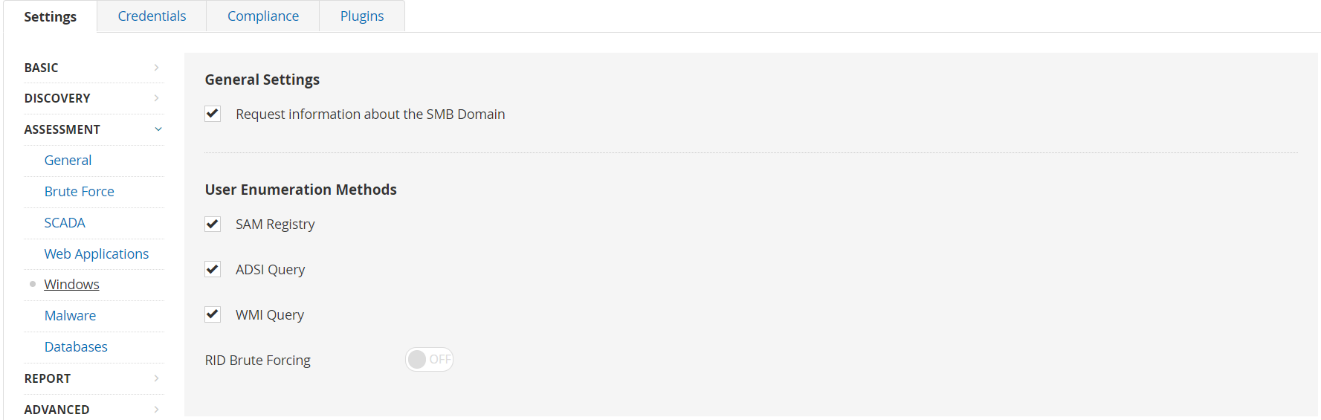 Settings
Credentials
Compliance
Plugins
BASIC
DISCOVERY
ASSESSMENT
General
Brute Force
SCADA
Web Applications
Windows
Malware
Databases
REPORT
ADVANCED
General Settings
Request information about the SMB Domain
User Enumeration Methods
SAM Registry
ADSI Query
WMI Query
RID Brute Forcing
OFF